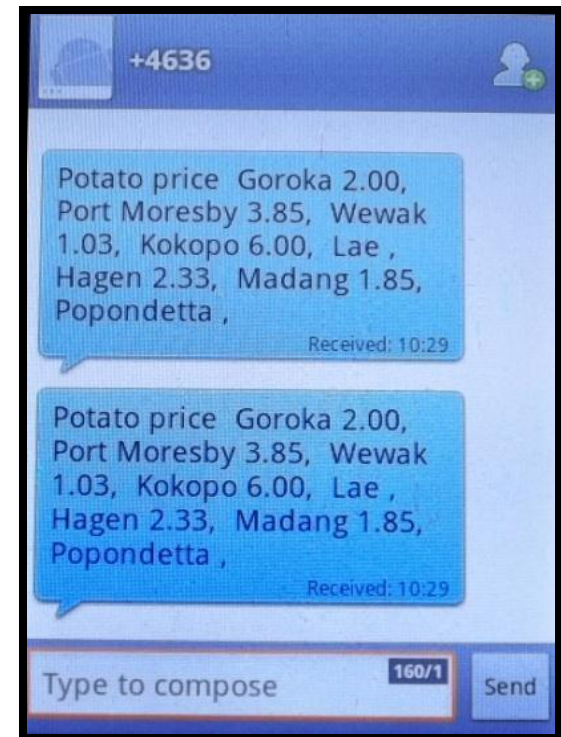 +4636
Potato price  Goroka 2.00,
Port Moresby 3.85,  Wewak
1.03,  Kokopo 6.00,  Lae ,
Hagen 2.33,  Madang 1.85,
Popondetta ,
Received: 10:29
Potato price  Goroka 2.00,
Port Moresby 3.85,  Wewak
1.03,  Kokopo 6.00,  Lae ,
Hagen 2.33,  Madang 1.85,
Popondetta ,
Received: 10:29
160/1
Type to compose
Send